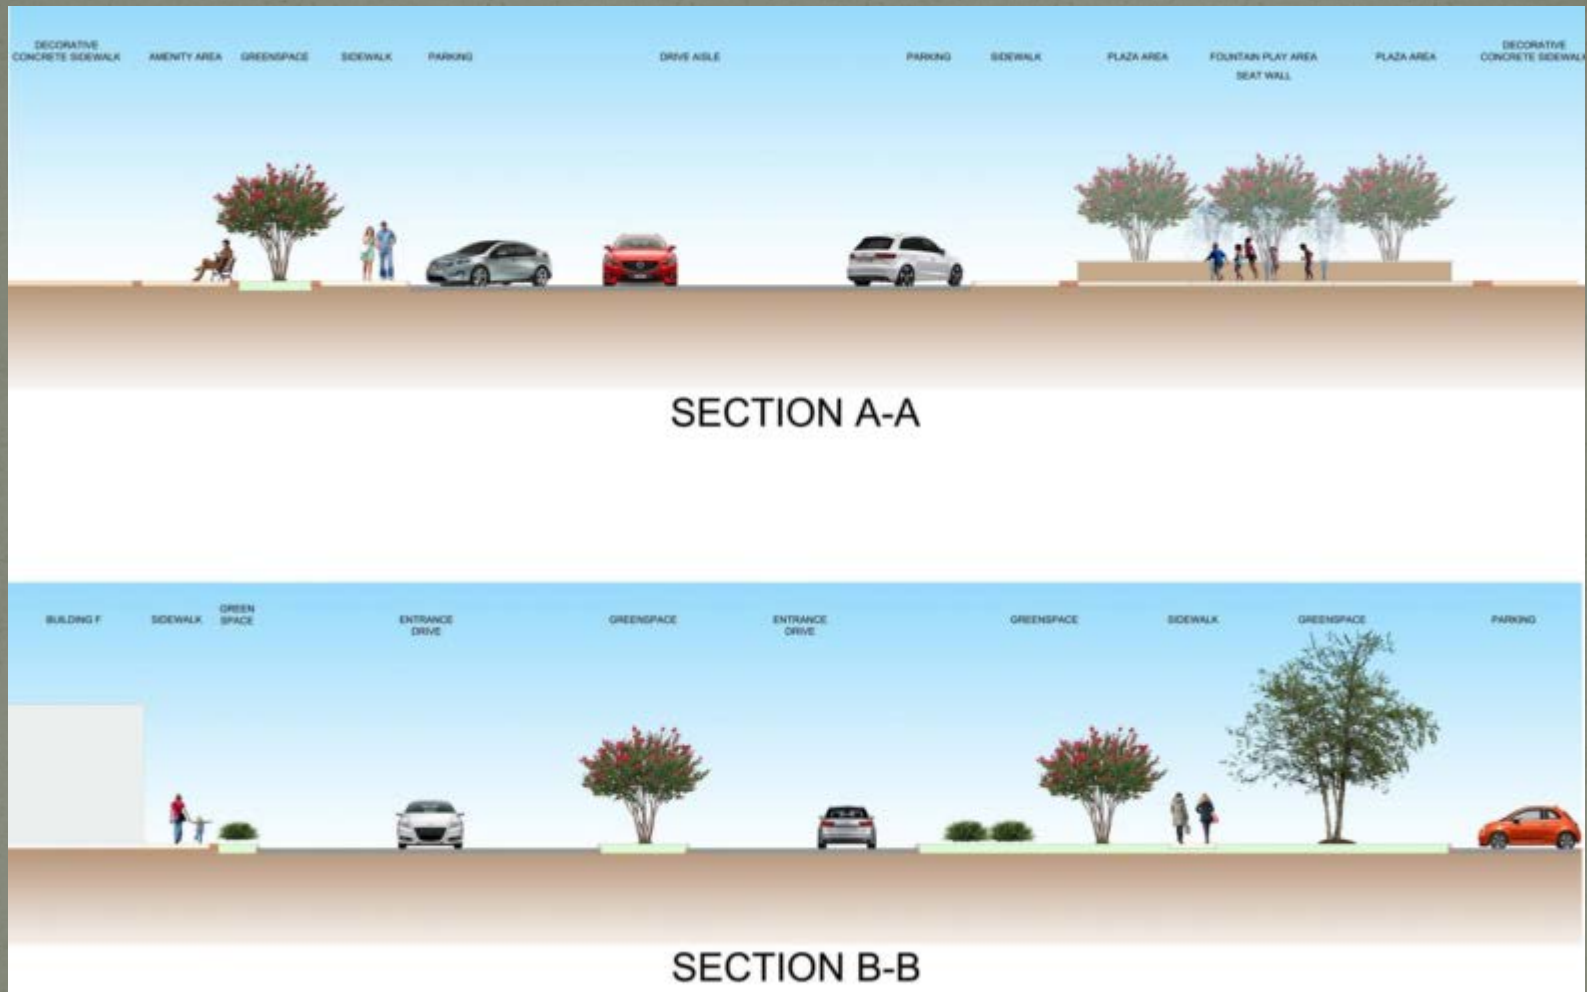 DECORATIVE
CONCRETE SIDEWALK
AMENITY AREA
GREENSPACE
SIDEWALK
PARKING
DRIVE AISLE
PARKING
SIDEWALK
PLAZA AREA
FOUNTAIN PLAY AREA
SEAT WALL
PLAZA AREA
DECORATIVE
CONCRETE SIDEWALK
SECTION A-A
BUILDING F
SIDEWALK
GREEN
SPACE
ENTRANCE
DRIVE
GREENSPACE
ENTRANCE
DRIVE
GREENSPACE
SIDEWALK
GREENSPACE
PARKING
SECTION B-B